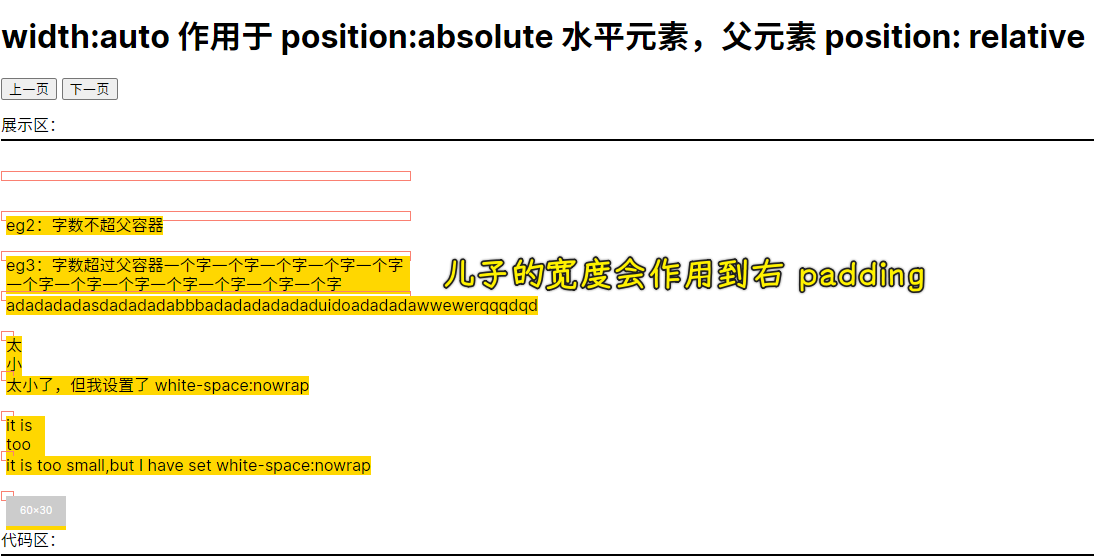 width:auto 作用于 position:absolute 水平元素，父元素 position: relative
上一页 下一页
展示区：
eg2：字数不超父容器
eg3：字数超过父容器一个字一个字一个字一个字一个字
一个字一个字一个字一个字一个字一个字一个字
儿子的宽度会作用到右 padding
adadadadasdadadadabbbadadadadadaduidoadadadawwewerqqqdqd
太
小
太小了，但我设置了 white-space:nowrap
it is
too
it is too small,but I have set white-space:nowrap
60×30
代码区：